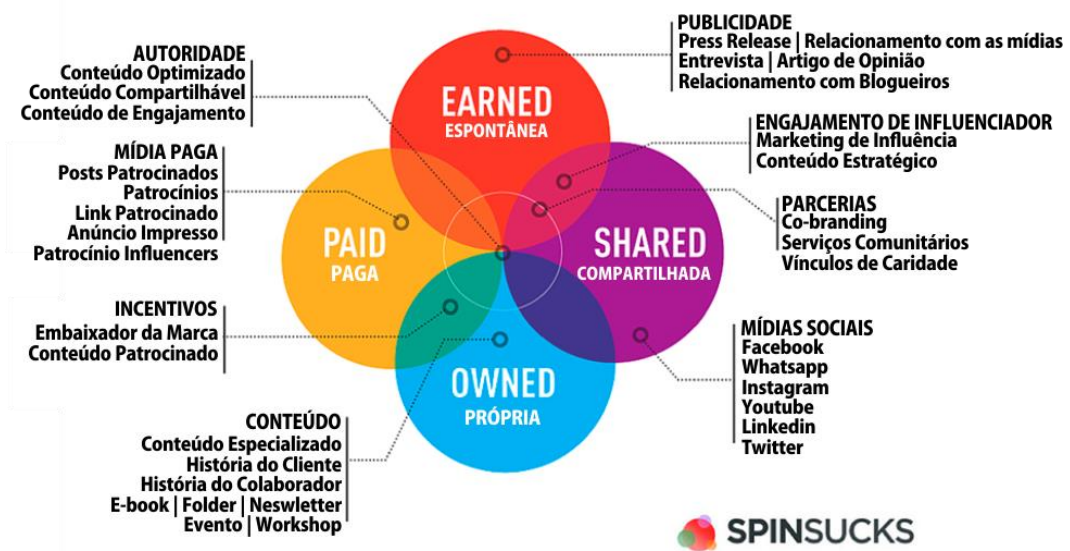 AUTORIDADE
Conteúdo Optimizado
Conteúdo Compartilhável
Conteúdo de Engajamento
MÍDIA PAGA
Posts Patrocinados
Patrocínios
Link Patrocinado
Anúncio Impresso
Patrocínio Influencers
INCENTIVOS
Embaixador da Marca
Conteúdo Patrocinado
CONTEÚDO
Conteúdo Especializado
História do Cliente
História do Colaborador
E-book | Folder | Neswletter
Evento | Workshop
EARNED
ESPONTÂNEA
PAID
PAGA
SHARED
COMPARTILHADA
OWNED
PRÓPRIA
PUBLICIDADE
Press Release | Relacionamento com as mídias
Entrevista | Artigo de Opinião
Relacionamento com Blogueiros
ENGAJAMENTO DE INFLUENCIADOR
Marketing de Influência
Conteúdo Estratégico
PARCERIAS
Co-branding
Serviços Comunitários
Vínculos de Caridade
MÍDIAS SOCIAIS
Facebook
Whatsapp
Instagram
Youtube
Linkedin
Twitter
SPINSUCKS